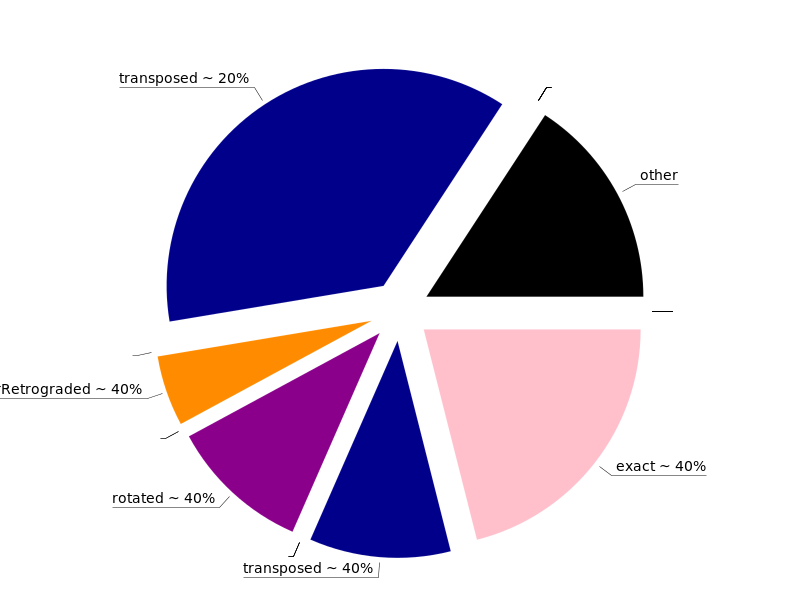 transposed ~ 20%
other
Retrograded ~ 40%
exact ~ 40%
rotated ~ 40%
transposed ~ 40%